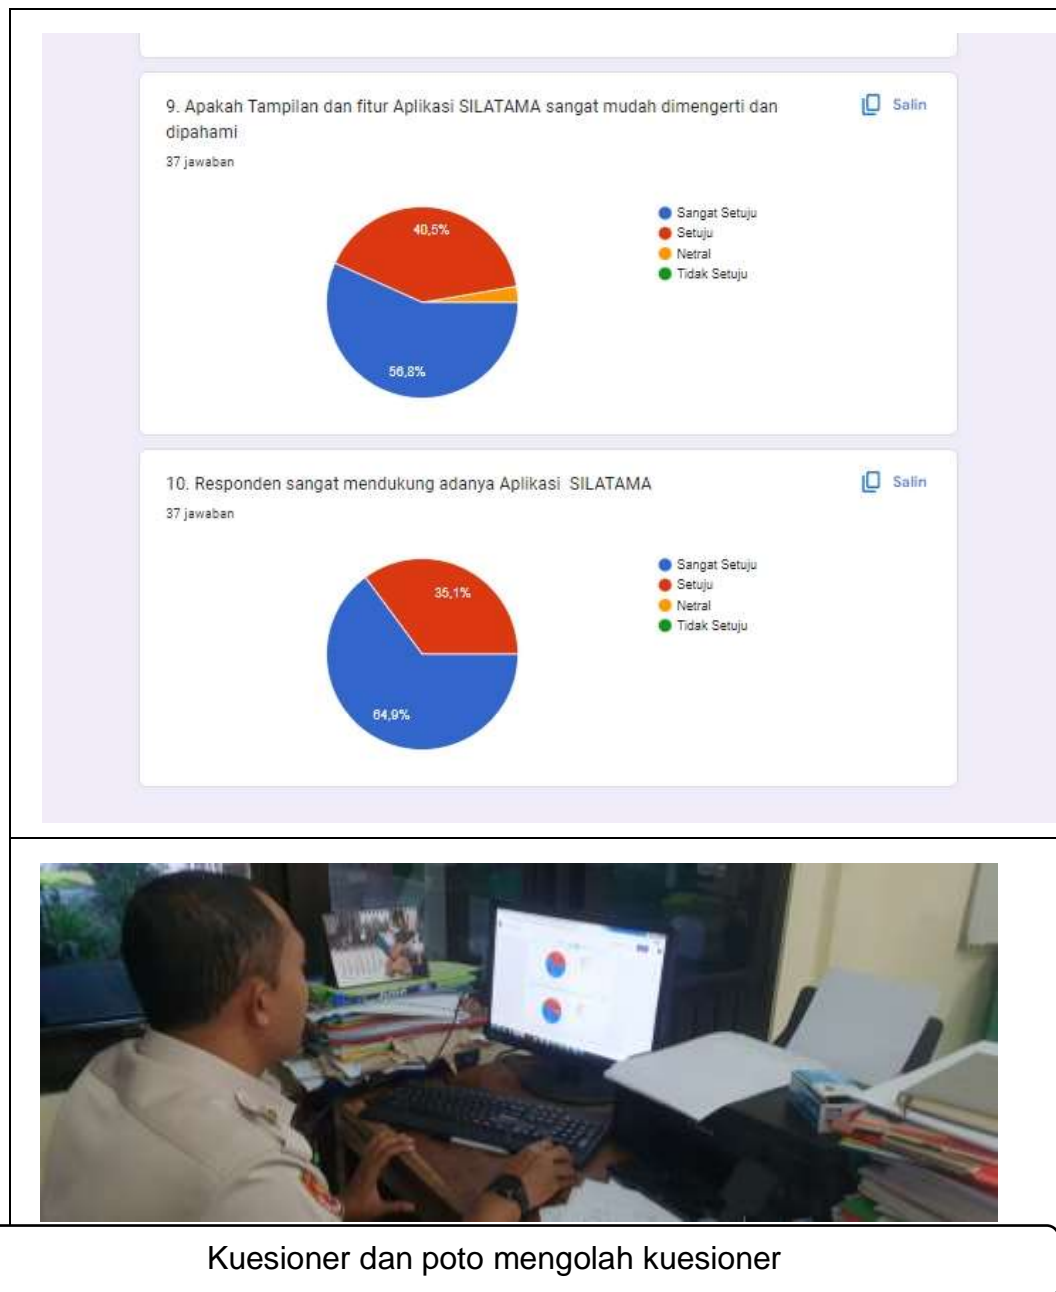 9. Apakah Tampilan dan fitur Aplikasi SILATAMA sangat mudah dimengerti dan
dipahami
Salin
37 jawaban
40,5%
56,8%
Sangat Setuju
Setuju
Netral
Tidak Setuju
10. Responden sangat mendukung adanya Aplikasi SILATAMA
Salin
37 jawaban
35,1%
64,9%
Sangat Setuju
Setuju
Netral
Tidak Setuju
Kuesioner dan poto mengolah kuesioner